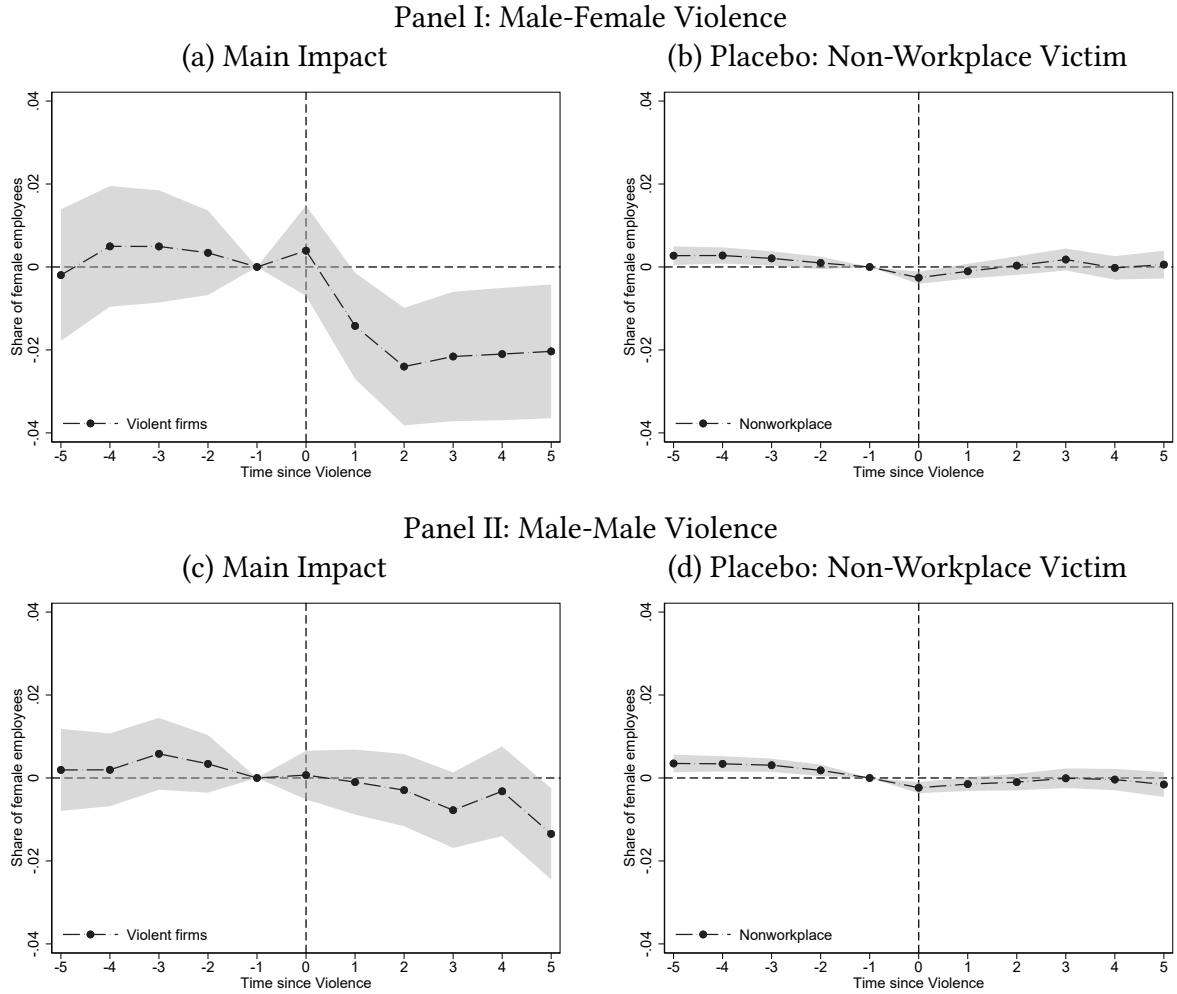 Panel I: Male-Female Violence
(a) Main Impact
Share of female employees
.04
.02
0
-.02
-.04
Violent firms
-5 -4 -3 -2 -1 0 1 2 3 4 5
Time since Violence
(b) Placebo: Non-Workplace Victim
Share of female employees
.04
.02
0
-.02
-.04
Nonworkplace
-5 -4 -3 -2 -1 0 1 2 3 4 5
Time since Violence
Panel II: Male-Male Violence
(c) Main Impact
Share of female employees
.04
.02
0
-.02
-.04
Violent firms
-5 -4 -3 -2 -1 0 1 2 3 4 5
Time since Violence
(d) Placebo: Non-Workplace Victim
Share of female employees
.04
.02
0
-.02
-.04
Nonworkplace
-5 -4 -3 -2 -1 0 1 2 3 4 5
Time since Violence